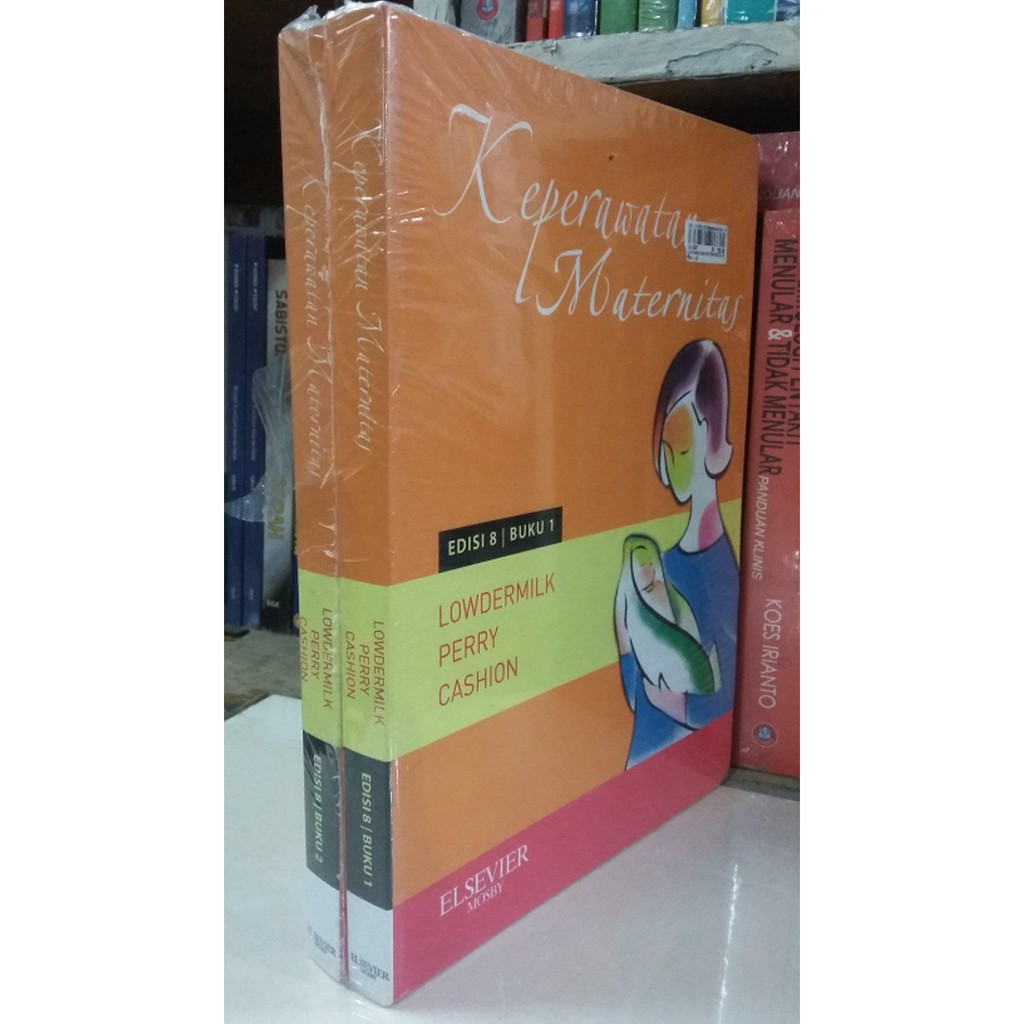 Keperawatan
Maternitas
EDISI 8 | BUKU 1
LOWDERMILK
PERRY
CASHION
ELSEVIER
MOSBY
Keperawatan Maternitas
LOWDERMILK
PERRY
CASHION
EDISI 8 | BUKU 1
ELSEVIER
MOSBY
Keperawatan Maternitas
LOWDERMILK
PERRY
CASHION
EDISI 8 | BUKU 2
MENULAR & TIDAK MENULAR
PANDUAN KLINIS
KOES IRIANTO